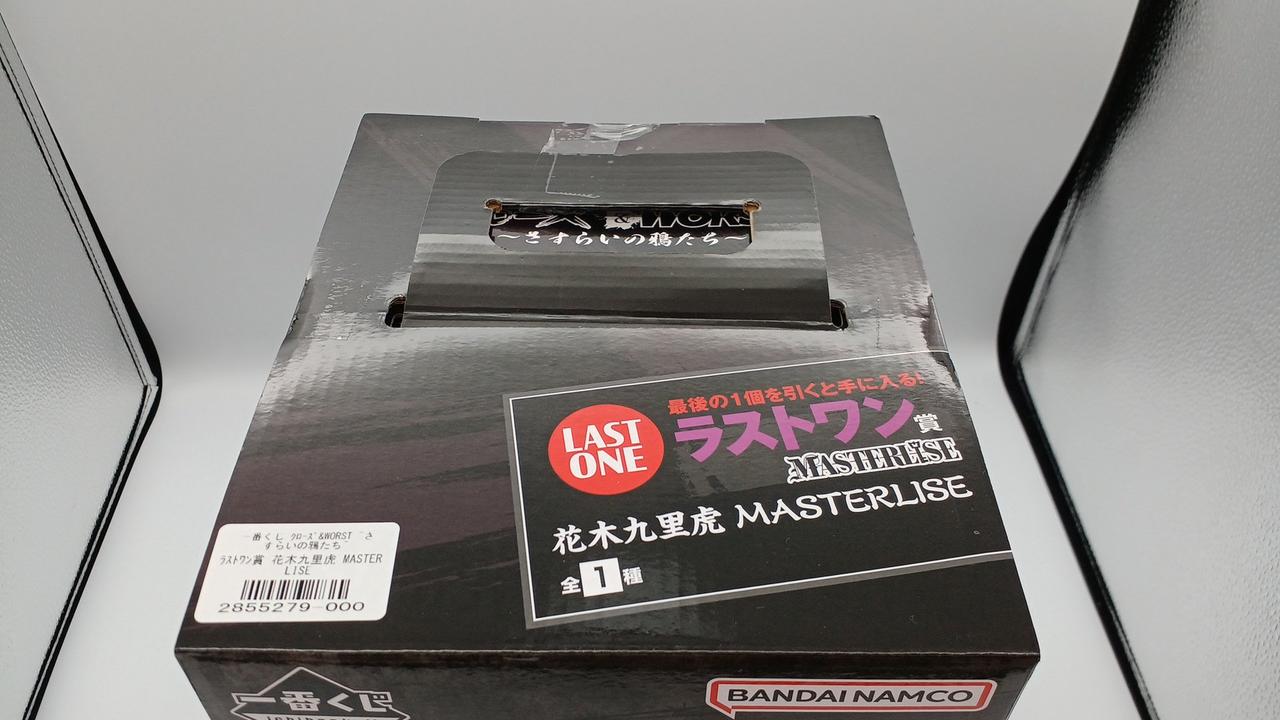 ーズ&WORS
〜さすらいの鴉たち〜
最後の1個を引くと手に入る!
LAST ONE
ラストワン賞
MASTERLISE
花木九里虎 MASTERLISE
全1種
一番くじ クローズ&WORST ~さ
すらいの鴉たち~
ラストワン賞 花木九里虎 MASTER
LISE
2855279-000
一番くじ
BANDAI NAMCO